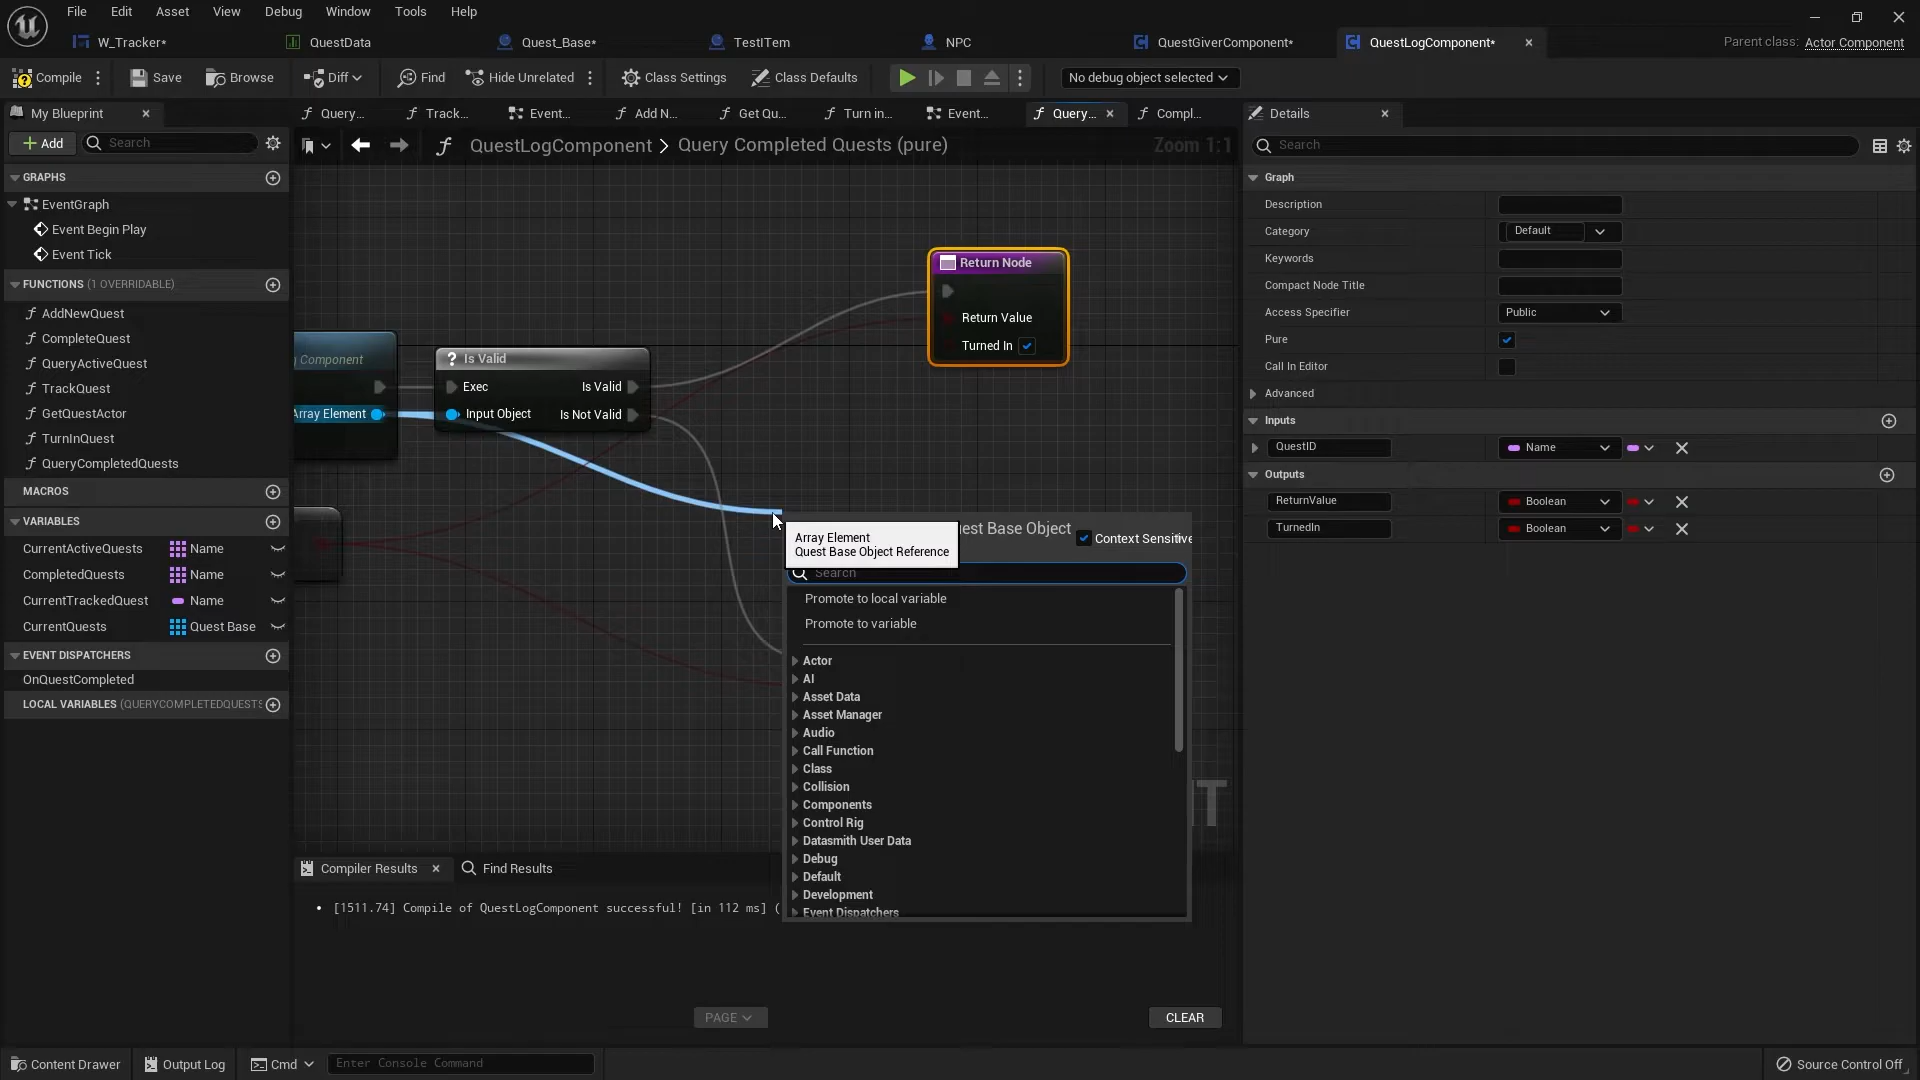 File Edit Asset View Debug Window Tools Help
W_Tracker* QuestData Quest_Base* TestITem NPC QuestGiverComponent* QuestLogComponent* Parent class: Actor Component
Compile Save Browse Diff Find Hide Unrelated Class Settings Class Defaults No debug object selected
My Blueprint Query... Track... Event... Add N... Get Qu... Turn in... Event... Query... Compl... Details
Add Search QuestLogComponent > Query Completed Quests (pure) Zoom 1:1 Search
GRAPHS
EventGraph
Event Begin Play
Event Tick
FUNCTIONS (1 OVERRIDABLE)
AddNewQuest
CompleteQuest
QueryActiveQuest
TrackQuest
GetQuestActor
TurnInQuest
QueryCompletedQuests
MACROS
VARIABLES
CurrentActiveQuests Name
CompletedQuests Name
CurrentTrackedQuest Name
CurrentQuests Quest Base
EVENT DISPATCHERS
OnQuestCompleted
LOCAL VARIABLES (QUERYCOMPLETEDQUESTS
Component
Array Element
Is Valid
Exec Is Valid
Input Object Is Not Valid
Return Node
Return Value
Turned In
Array Element
Quest Base Object Reference
est Base Object Context Sensitive
Search
Promote to local variable
Promote to variable
Actor
AI
Asset Data
Asset Manager
Audio
Call Function
Class
Collision
Components
Control Rig
Datasmith User Data
Debug
Default
Development
Event Dispatchers
T
Graph
Description
Category Default
Keywords
Compact Node Title
Access Specifier Public
Pure
Call In Editor
Advanced
Inputs
QuestID Name
Outputs
ReturnValue Boolean
TurnedIn Boolean
Compiler Results Find Results
• [1511.74] Compile of QuestLogComponent successful! [in 112 ms] (
PAGE CLEAR
Content Drawer Output Log Cmd Enter Console Command Source Control Off